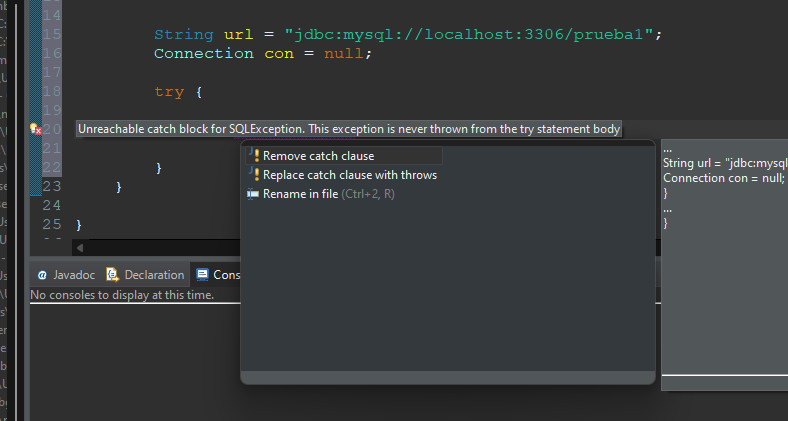 14
15 String url = "jdbc:mysql://localhost:3306/prueba1";
16 Connection con = null;
17
18 try {
19
20 Unreachable catch block for SQLException. This exception is never thrown from the try statement body
21
22 }
23 }
24
25 }
Remove catch clause
Replace catch clause with throws
Rename in file (Ctrl+2, R)
...
String url = "jdbc:mysql
Connection con = null;
}
...
}
@ Javadoc Declaration Cons
No consoles to display at this time.